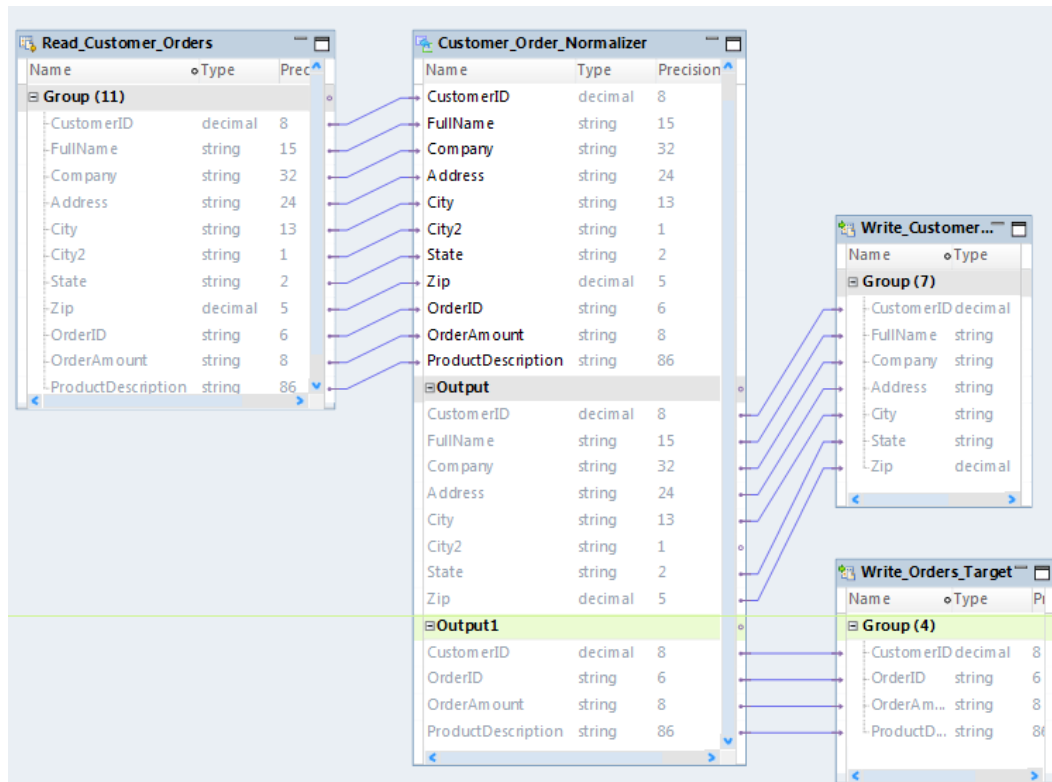 Read_Customer_Orders
Name Type Prec
Group (11)
CustomerID decimal 8
FullName string 15
Company string 32
Address string 24
City string 13
City2 string 1
State string 2
Zip decimal 5
OrderID string 6
OrderAmount string 8
ProductDescription string 86
Customer_Order_Normalizer
Name Type Precision
CustomerID decimal 8
FullName string 15
Company string 32
Address string 24
City string 13
City2 string 1
State string 2
Zip decimal 5
OrderID string 6
OrderAmount string 8
ProductDescription string 86
Output
CustomerID decimal 8
FullName string 15
Company string 32
Address string 24
City string 13
City2 string 1
State string 2
Zip decimal 5
Output1
CustomerID decimal 8
OrderID string 6
OrderAmount string 8
ProductDescription string 86
Write_Customer...
Name Type
Group (7)
CustomerID decimal
FullName string
Company string
Address string
City string
State string
Zip decimal
Write_Orders_Target
Name Type P
Group (4)
CustomerID decimal 8
OrderID string 6
OrderAm... string 8
ProductD... string 86